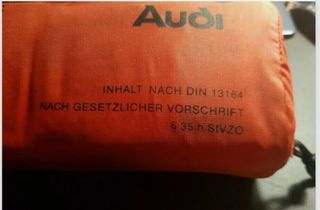 Audi
INHALT NACH DIN 13164
NACH GESETZLICHER VORSCHRIFT
§ 35 h StVZO